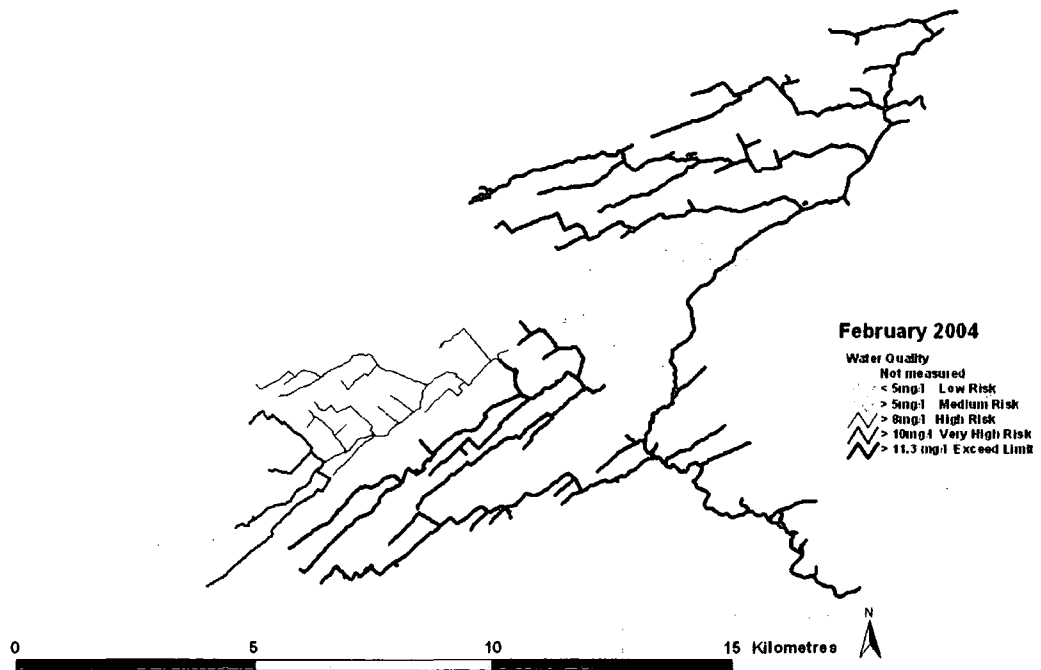 February 2004
Water Quality
Not measured
< 5mg/l Low Risk
> 5mg/l Medium Risk
> 8mg/l High Risk
> 10mg/l Very High Risk
> 11.3 mg/l Exceed Limit
N
0 5 10 15 Kilometres